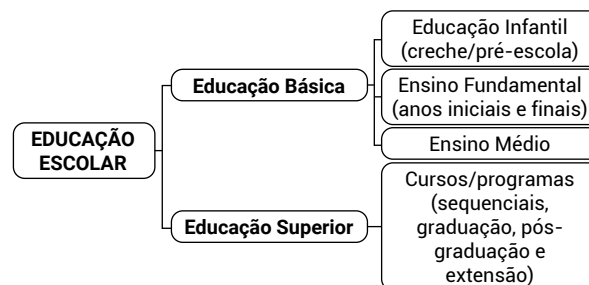 Educação Infantil
(creche/pré-escola)
Educação Básica
Ensino Fundamental
(anos iniciais e finais)
Ensino Médio
EDUCAÇÃO
ESCOLAR
Educação Superior
Cursos/programas
(sequenciais,
graduação, pós-
graduação e
extensão)